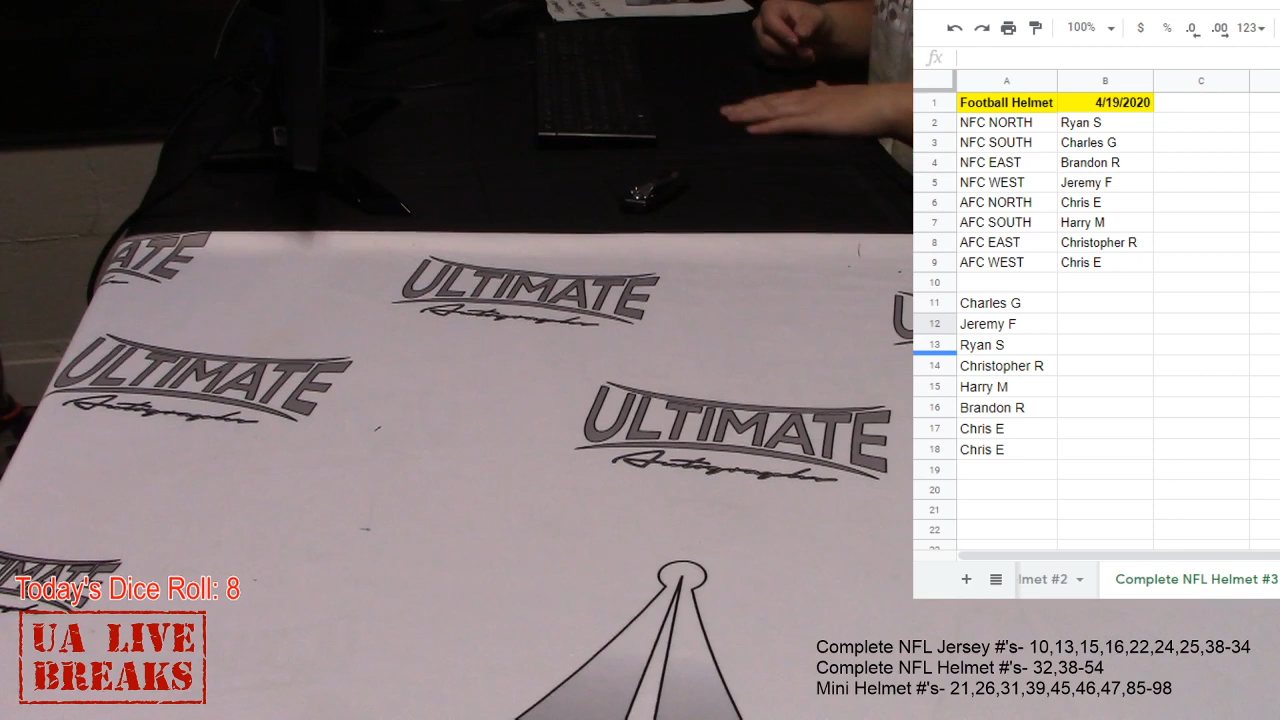 100% $ % .0 .00 123
fx
A B C
1 Football Helmet 4/19/2020
2 NFC NORTH Ryan S
3 NFC SOUTH Charles G
4 NFC EAST Brandon R
5 NFC WEST Jeremy F
6 AFC NORTH Chris E
7 AFC SOUTH Harry M
8 AFC EAST Christopher R
9 AFC WEST Chris E
10
11 Charles G
12 Jeremy F
13 Ryan S
14 Christopher R
15 Harry M
16 Brandon R
17 Chris E
18 Chris E
19
20
21
22
lmet #2 Complete NFL Helmet #3
ULTIMATE
Autographs
ULTIMATE
Autographs
ULTIMATE
Autographs
Today's Dice Roll: 8
UA LIVE
BREAKS
Complete NFL Jersey #'s- 10,13,15,16,22,24,25,38-34
Complete NFL Helmet #'s- 32,38-54
Mini Helmet #'s- 21,26,31,39,45,46,47,85-98